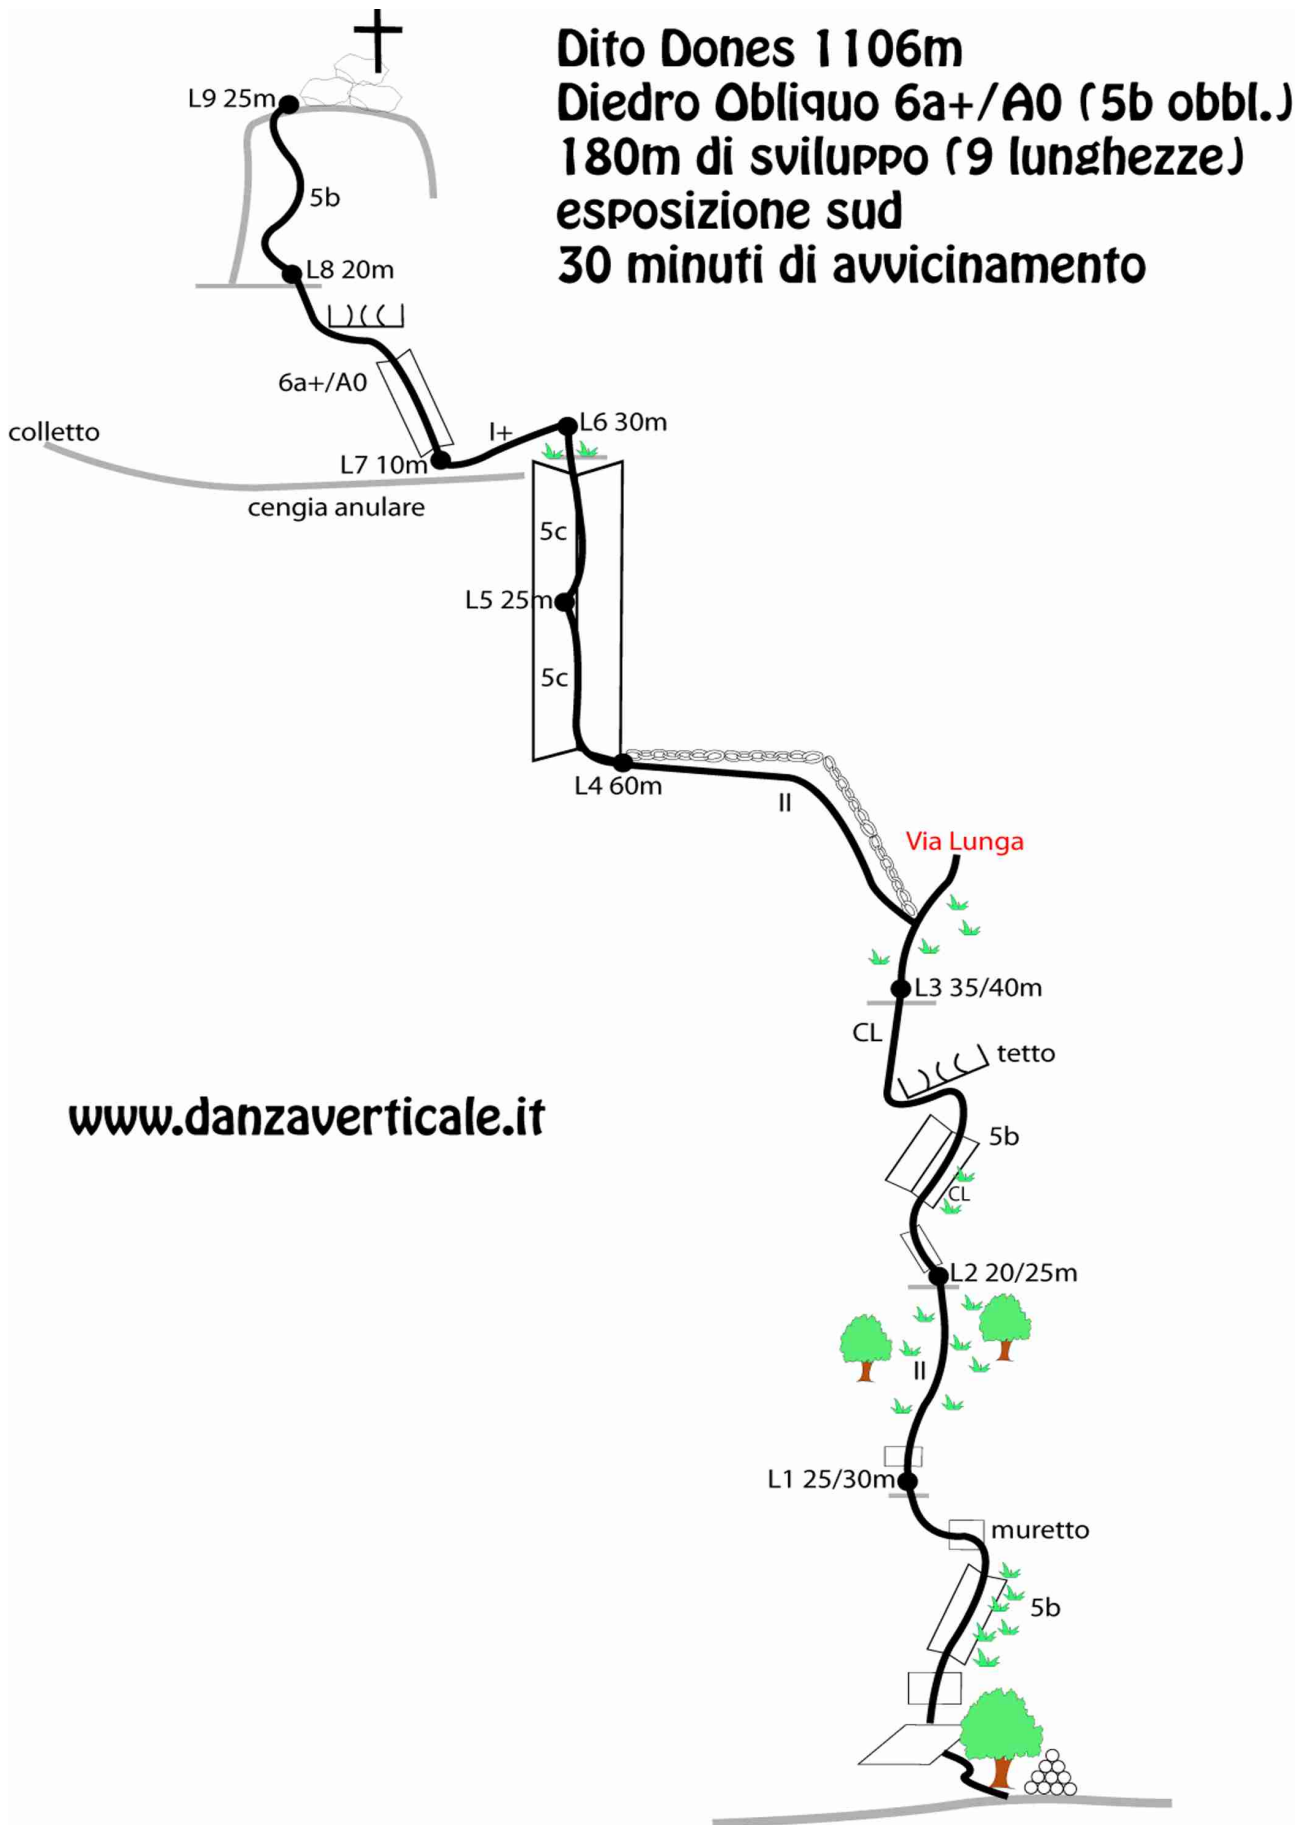 Dito Dones 1106m
Diedro Obliquo 6a+/A0 (5b obbl.)
180m di sviluppo (9 lunghezze)
esposizione sud
30 minuti di avvicinamento
L9 25m
5b
L8 20m
6a+/A0
colletto
I+
L6 30m
L7 10m
cengia anulare
5c
L5 25m
5c
L4 60m
II
Via Lunga
L3 35/40m
CL
tetto
www.danzaverticale.it
5b
CL
L2 20/25m
II
L1 25/30m
muretto
5b